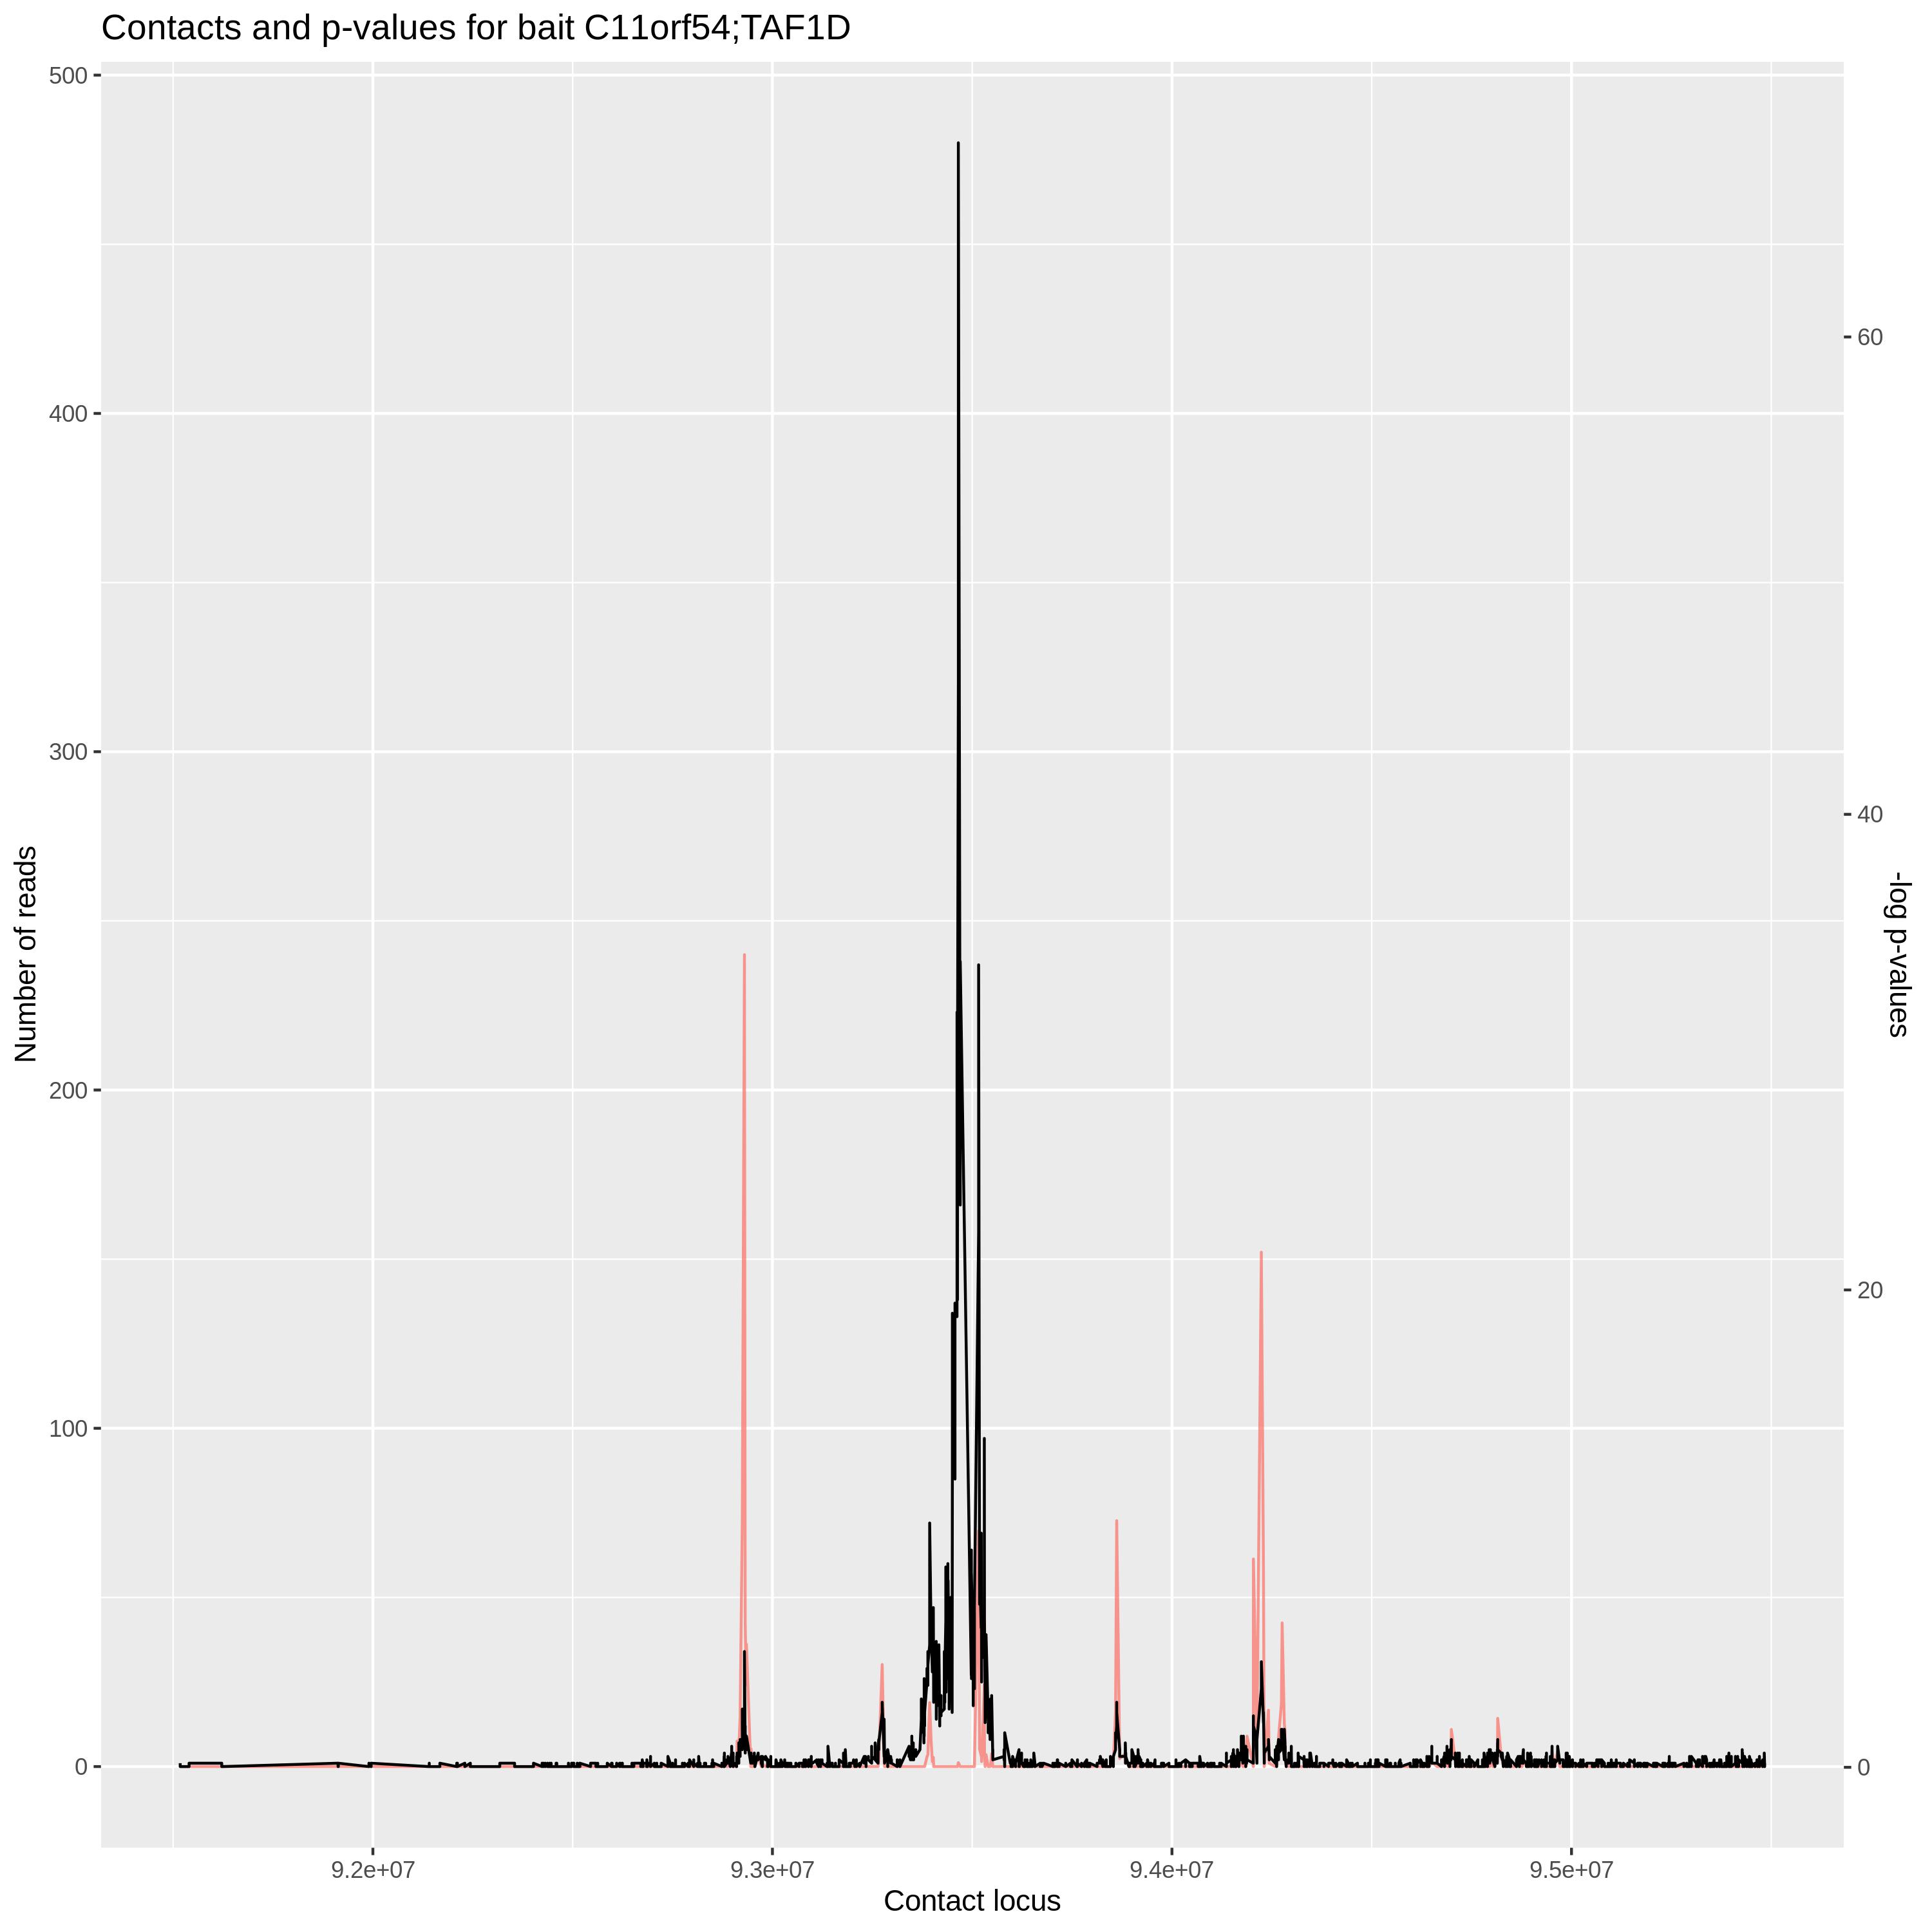 Contacts and p-values for bait C11orf54;TAF1D
500
400
300
200
100
0
Number of reads
60
40
20
0
-log p-values
9.2e+07
9.3e+07
9.4e+07
9.5e+07
Contact locus